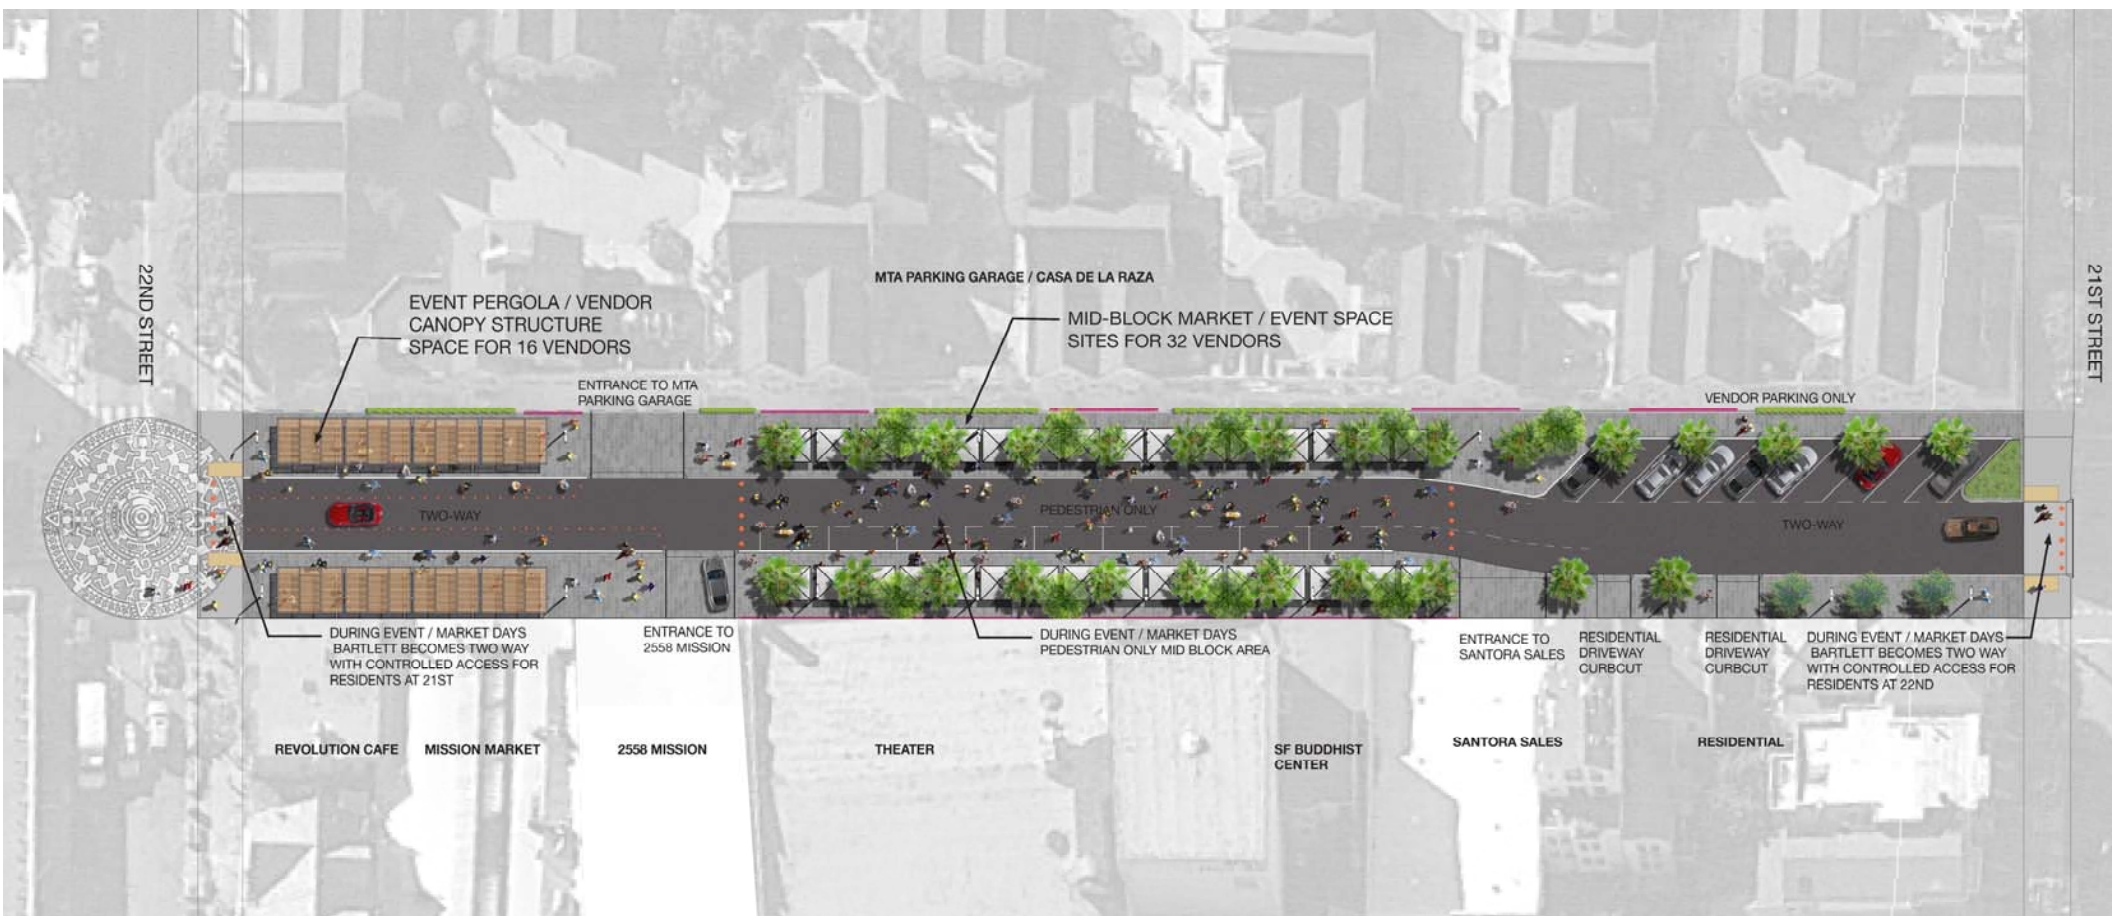 22ND STREET
21ST STREET
MTA PARKING GARAGE / CASA DE LA RAZA
EVENT PERGOLA / VENDOR
CANOPY STRUCTURE
SPACE FOR 16 VENDORS
MID-BLOCK MARKET / EVENT SPACE
SITES FOR 32 VENDORS
ENTRANCE TO MTA
PARKING GARAGE
VENDOR PARKING ONLY
TWO-WAY
PEDESTRIAN ONLY
TWO-WAY
DURING EVENT / MARKET DAYS
BARTLETT BECOMES TWO WAY
WITH CONTROLLED ACCESS FOR
RESIDENTS AT 21ST
ENTRANCE TO
2558 MISSION
DURING EVENT / MARKET DAYS
PEDESTRIAN ONLY MID BLOCK AREA
ENTRANCE TO
SANTORA SALES
RESIDENTIAL
DRIVEWAY
CURBCUT
RESIDENTIAL
DRIVEWAY
CURBCUT
DURING EVENT / MARKET DAYS
BARTLETT BECOMES TWO WAY
WITH CONTROLLED ACCESS FOR
RESIDENTS AT 22ND
REVOLUTION CAFE
MISSION MARKET
2558 MISSION
THEATER
SF BUDDHIST
CENTER
SANTORA SALES
RESIDENTIAL